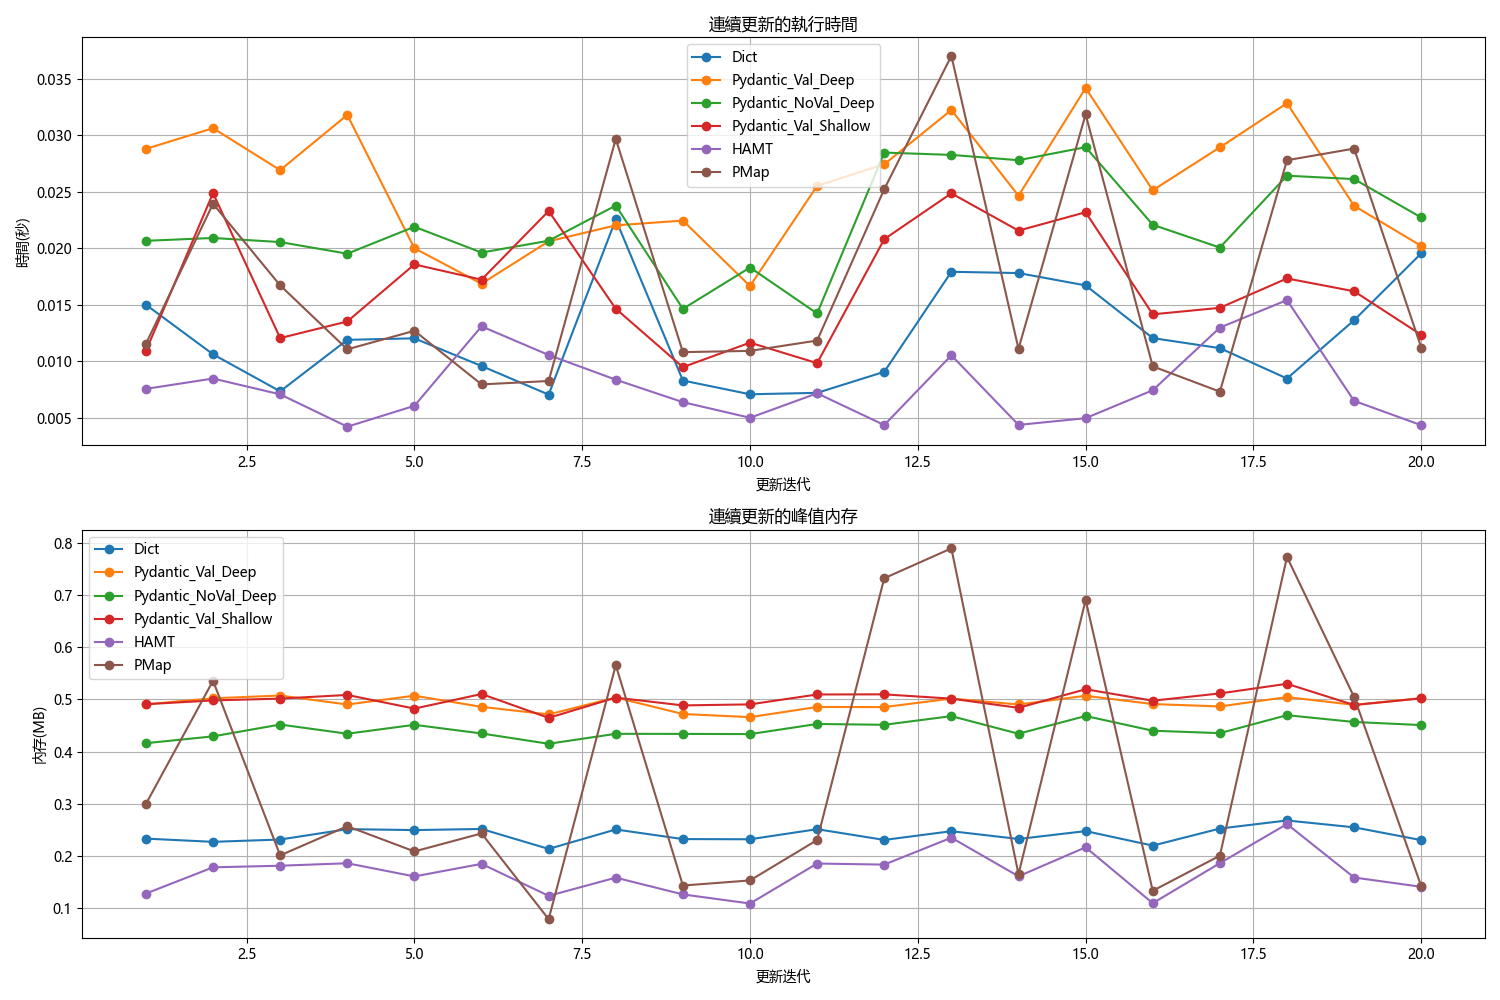 連續更新的執行時間
Dict
Pydantic_Val_Deep
Pydantic_NoVal_Deep
Pydantic_Val_Shallow
HAMT
PMap
時間(秒)
0.035
0.030
0.025
0.020
0.015
0.010
0.005
2.5 5.0 7.5 10.0 12.5 15.0 17.5 20.0
更新迭代
連續更新的峰值內存
Dict
Pydantic_Val_Deep
Pydantic_NoVal_Deep
Pydantic_Val_Shallow
HAMT
PMap
內存(MB)
0.8
0.7
0.6
0.5
0.4
0.3
0.2
0.1
2.5 5.0 7.5 10.0 12.5 15.0 17.5 20.0
更新迭代